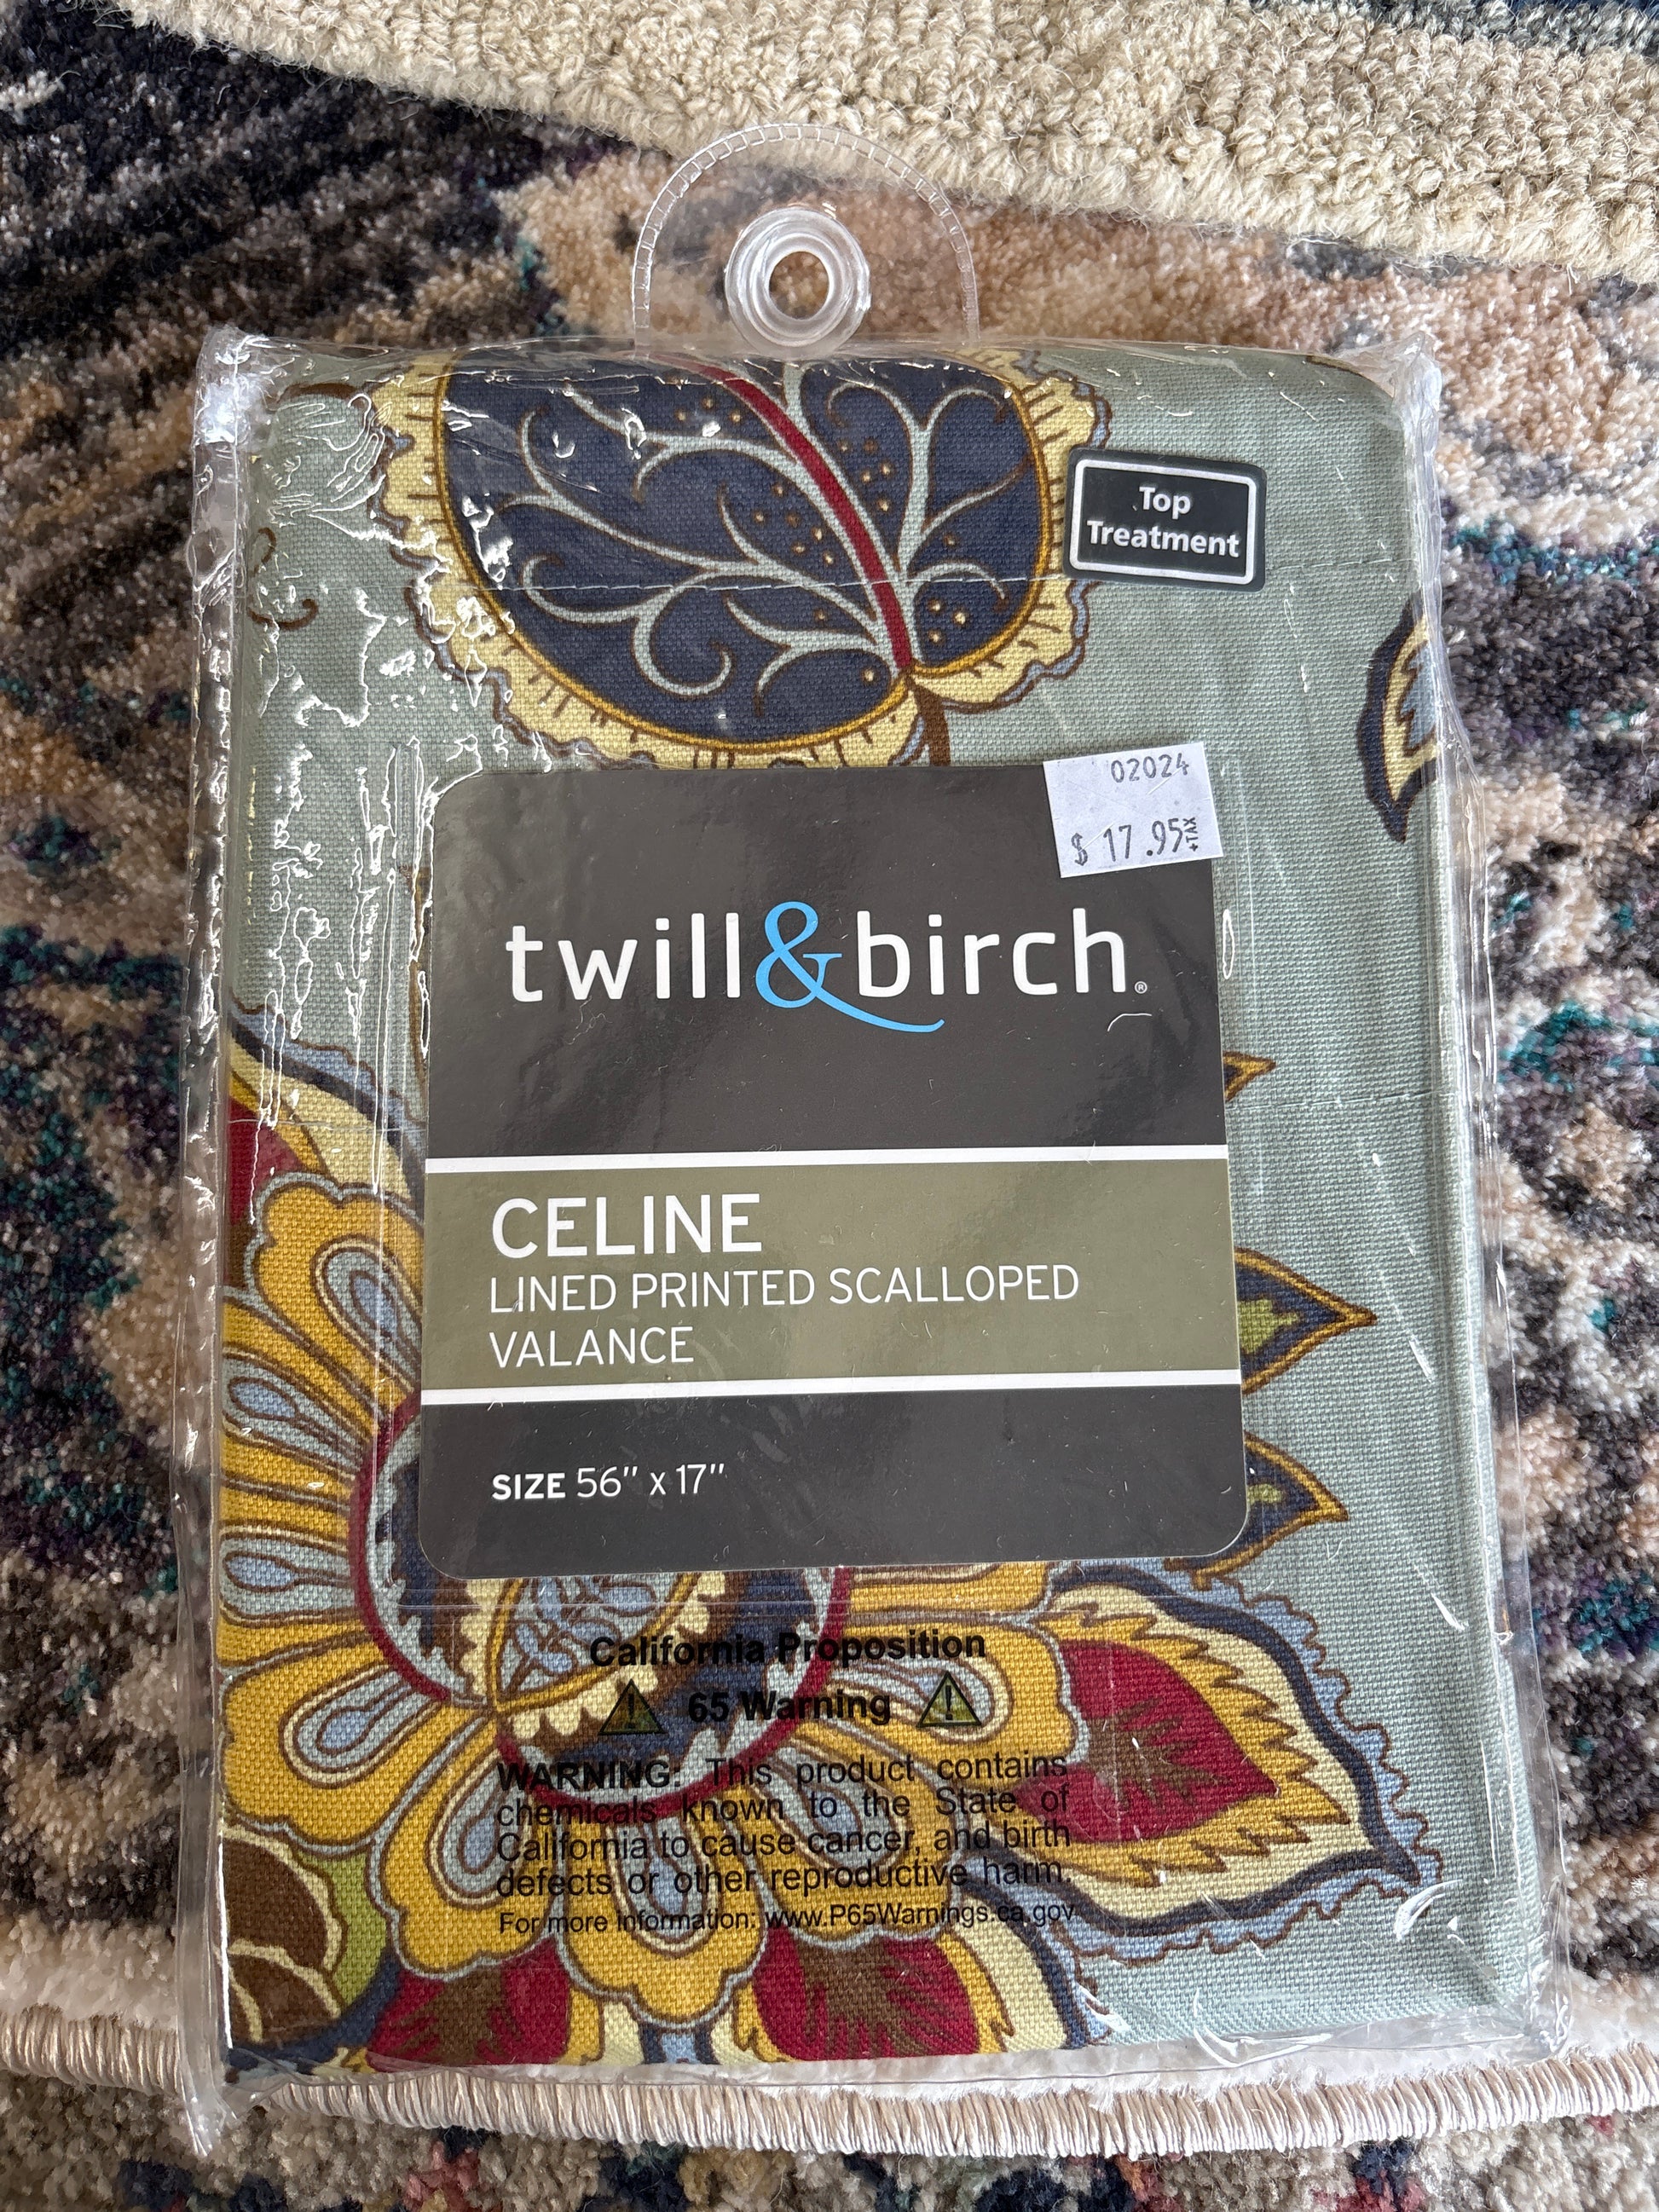 Top
Treatment
02024
$ 17.95 +TAX
twill&birch®
CELINE
LINED PRINTED SCALLOPED
VALANCE
SIZE 56" x 17"
California Proposition
65 Warning
WARNING: This product contains
chemicals known to the State of
California to cause cancer, and birth
defects or other reproductive harm.
For more information: www.P65Warnings.ca.gov